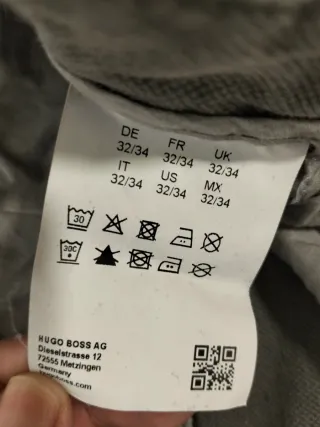 DE FR UK
32/34 32/34 32/34
IT US MX
32/34 32/34 32/34
30
30C
HUGO BOSS AG
Dieselstrasse 12
72555 Metzingen
Germany